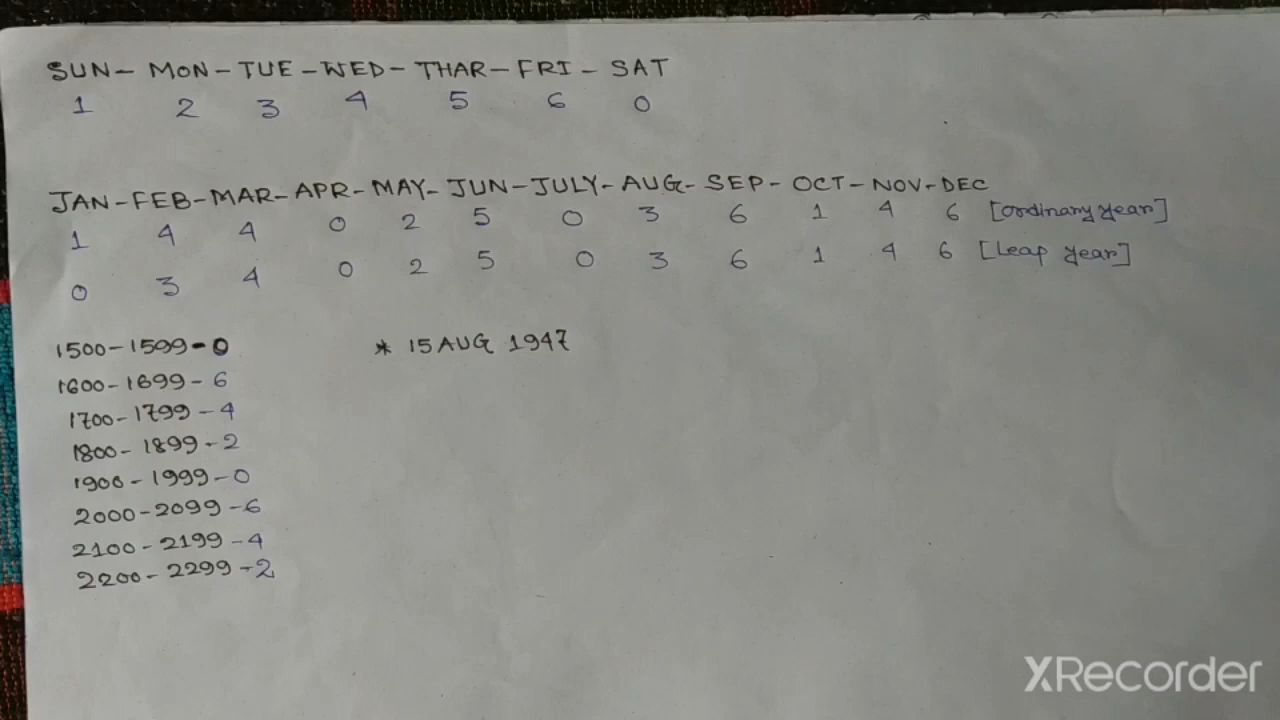 SUN- MON-TUE-WED-THAR-FRI-SAT
1 2 3 4 5 6 0
JAN-FEB-MAR-APR-MAY-JUN-JULY-AUG-SEP-OCT-NOV-DEC
1 4 4 0 2 5 0 3 6 1 4 6 [ordinary year]
0 3 4 0 2 5 0 3 6 1 4 6 [Leap year]
1500-1599-0
* 15 AUG 1947
1600-1699-6
1700-1799-4
1800-1899-2
1900-1999-0
2000-2099-6
2100-2199-4
2200-2299-2
XRecorder